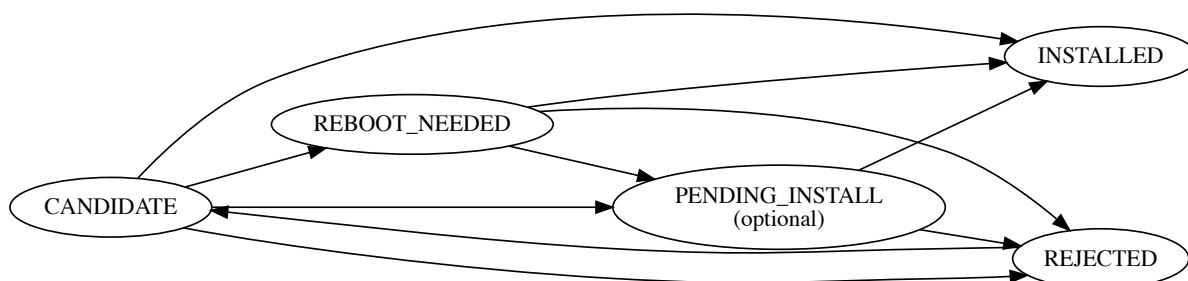 INSTALLED
REBOOT_NEEDED
PENDING_INSTALL
(optional)
CANDIDATE
REJECTED